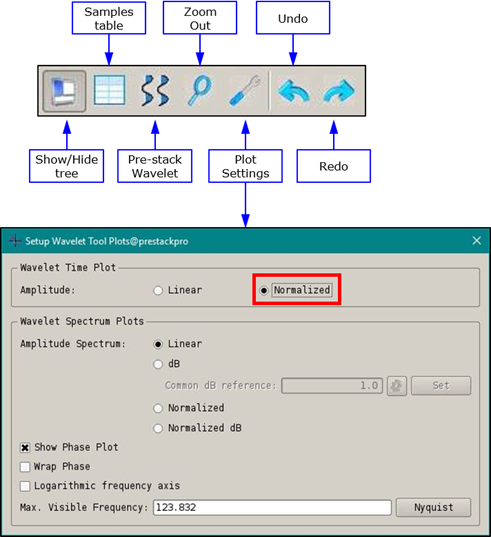 Samples
table
Zoom
Out
Undo
Show/Hide
tree
Pre-stack
Wavelet
Plot
Settings
Redo
Setup Wavelet Tool Plots@prestackpro
Wavelet Time Plot
Amplitude: Linear Normalized
Wavelet Spectrum Plots
Amplitude Spectrum: Linear
dB
Common dB reference: 1.0 Set
Normalized
Normalized dB
Show Phase Plot
Wrap Phase
Logarithmic frequency axis
Max. Visible Frequency: 123.832 Nyquist